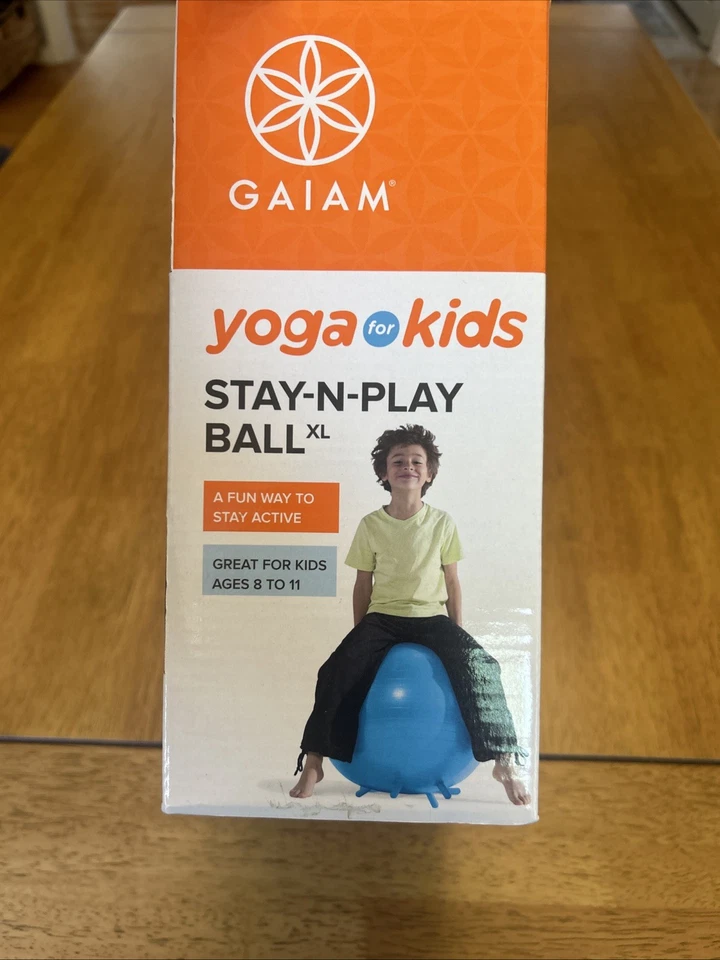 GAIAM®
yoga for kids
STAY-N-PLAY
BALL XL
A FUN WAY TO
STAY ACTIVE
GREAT FOR KIDS
AGES 8 TO 11